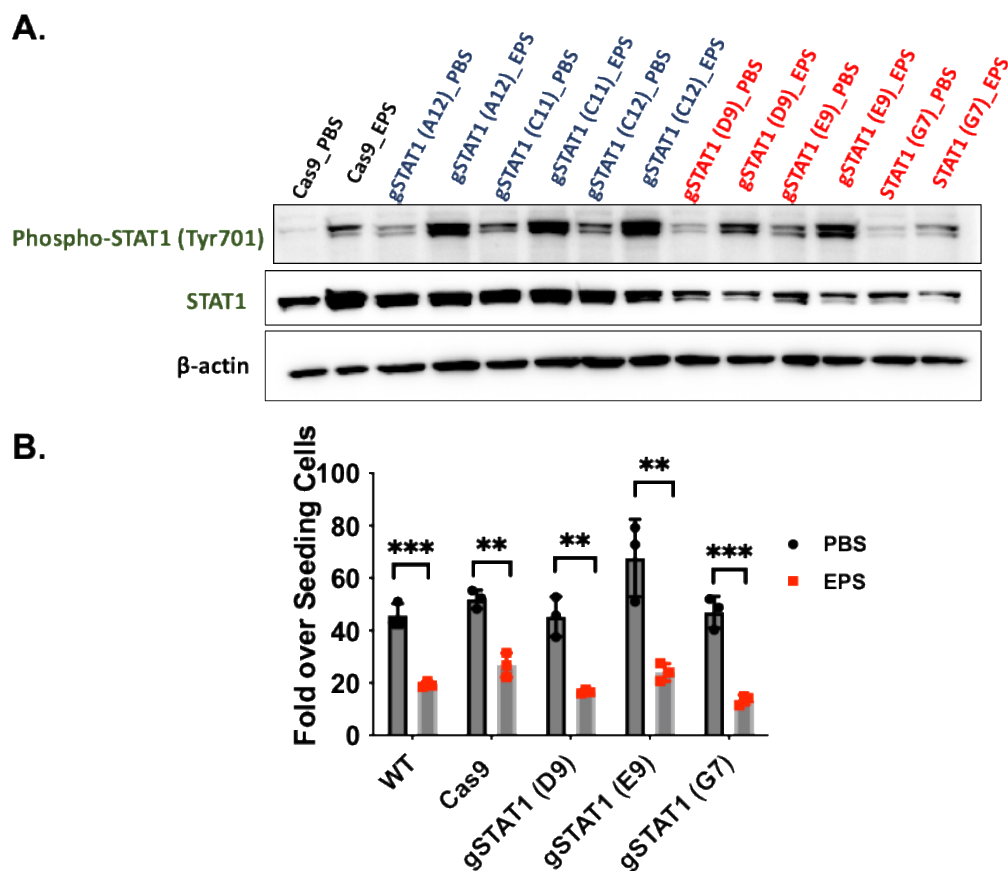 A.
Cas9_PBS
Cas9_EPS
gSTAT1 (A12)_PBS
gSTAT1 (A12)_EPS
gSTAT1 (C11)_PBS
gSTAT1 (C11)_EPS
gSTAT1 (C12)_PBS
gSTAT1 (C12)_EPS
gSTAT1 (D9)_PBS
gSTAT1 (D9)_EPS
gSTAT1 (E9)_PBS
gSTAT1 (E9)_EPS
STAT1 (G7)_PBS
STAT1 (G7)_EPS
Phospho-STAT1 (Tyr701)
STAT1
β-actin
B.
Fold over Seeding Cells
100
80
60
40
20
0
***
**
**
**
***
PBS
EPS
WT
Cas9
gSTAT1 (D9)
gSTAT1 (E9)
gSTAT1 (G7)